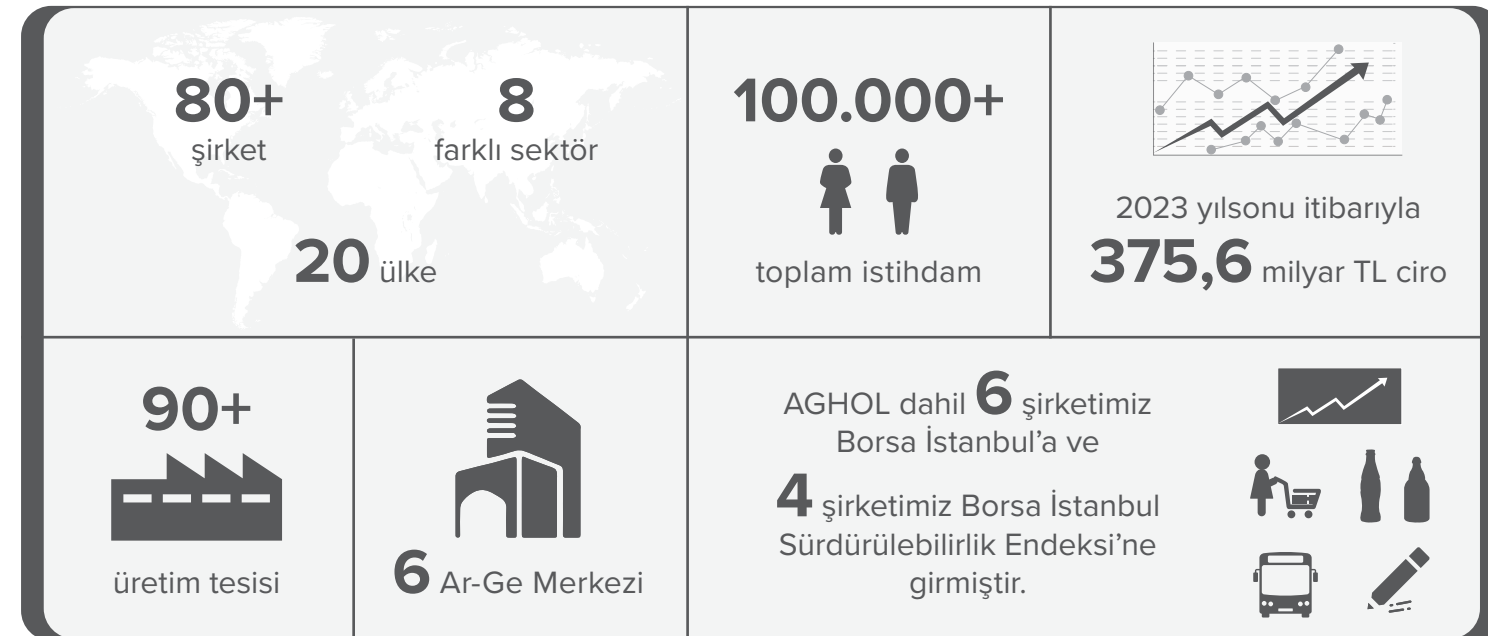 80+
şirket
8
farklı sektör
20 ülke
100.000+
toplam istihdam
2023 yılsonu itibarıyla
375,6 milyar TL ciro
90+
üretim tesisi
6 Ar-Ge Merkezi
AGHOL dahil 6 şirketimiz
Borsa İstanbul’a ve
4 şirketimiz Borsa İstanbul
Sürdürülebilirlik Endeksi’ne
girmiştir.